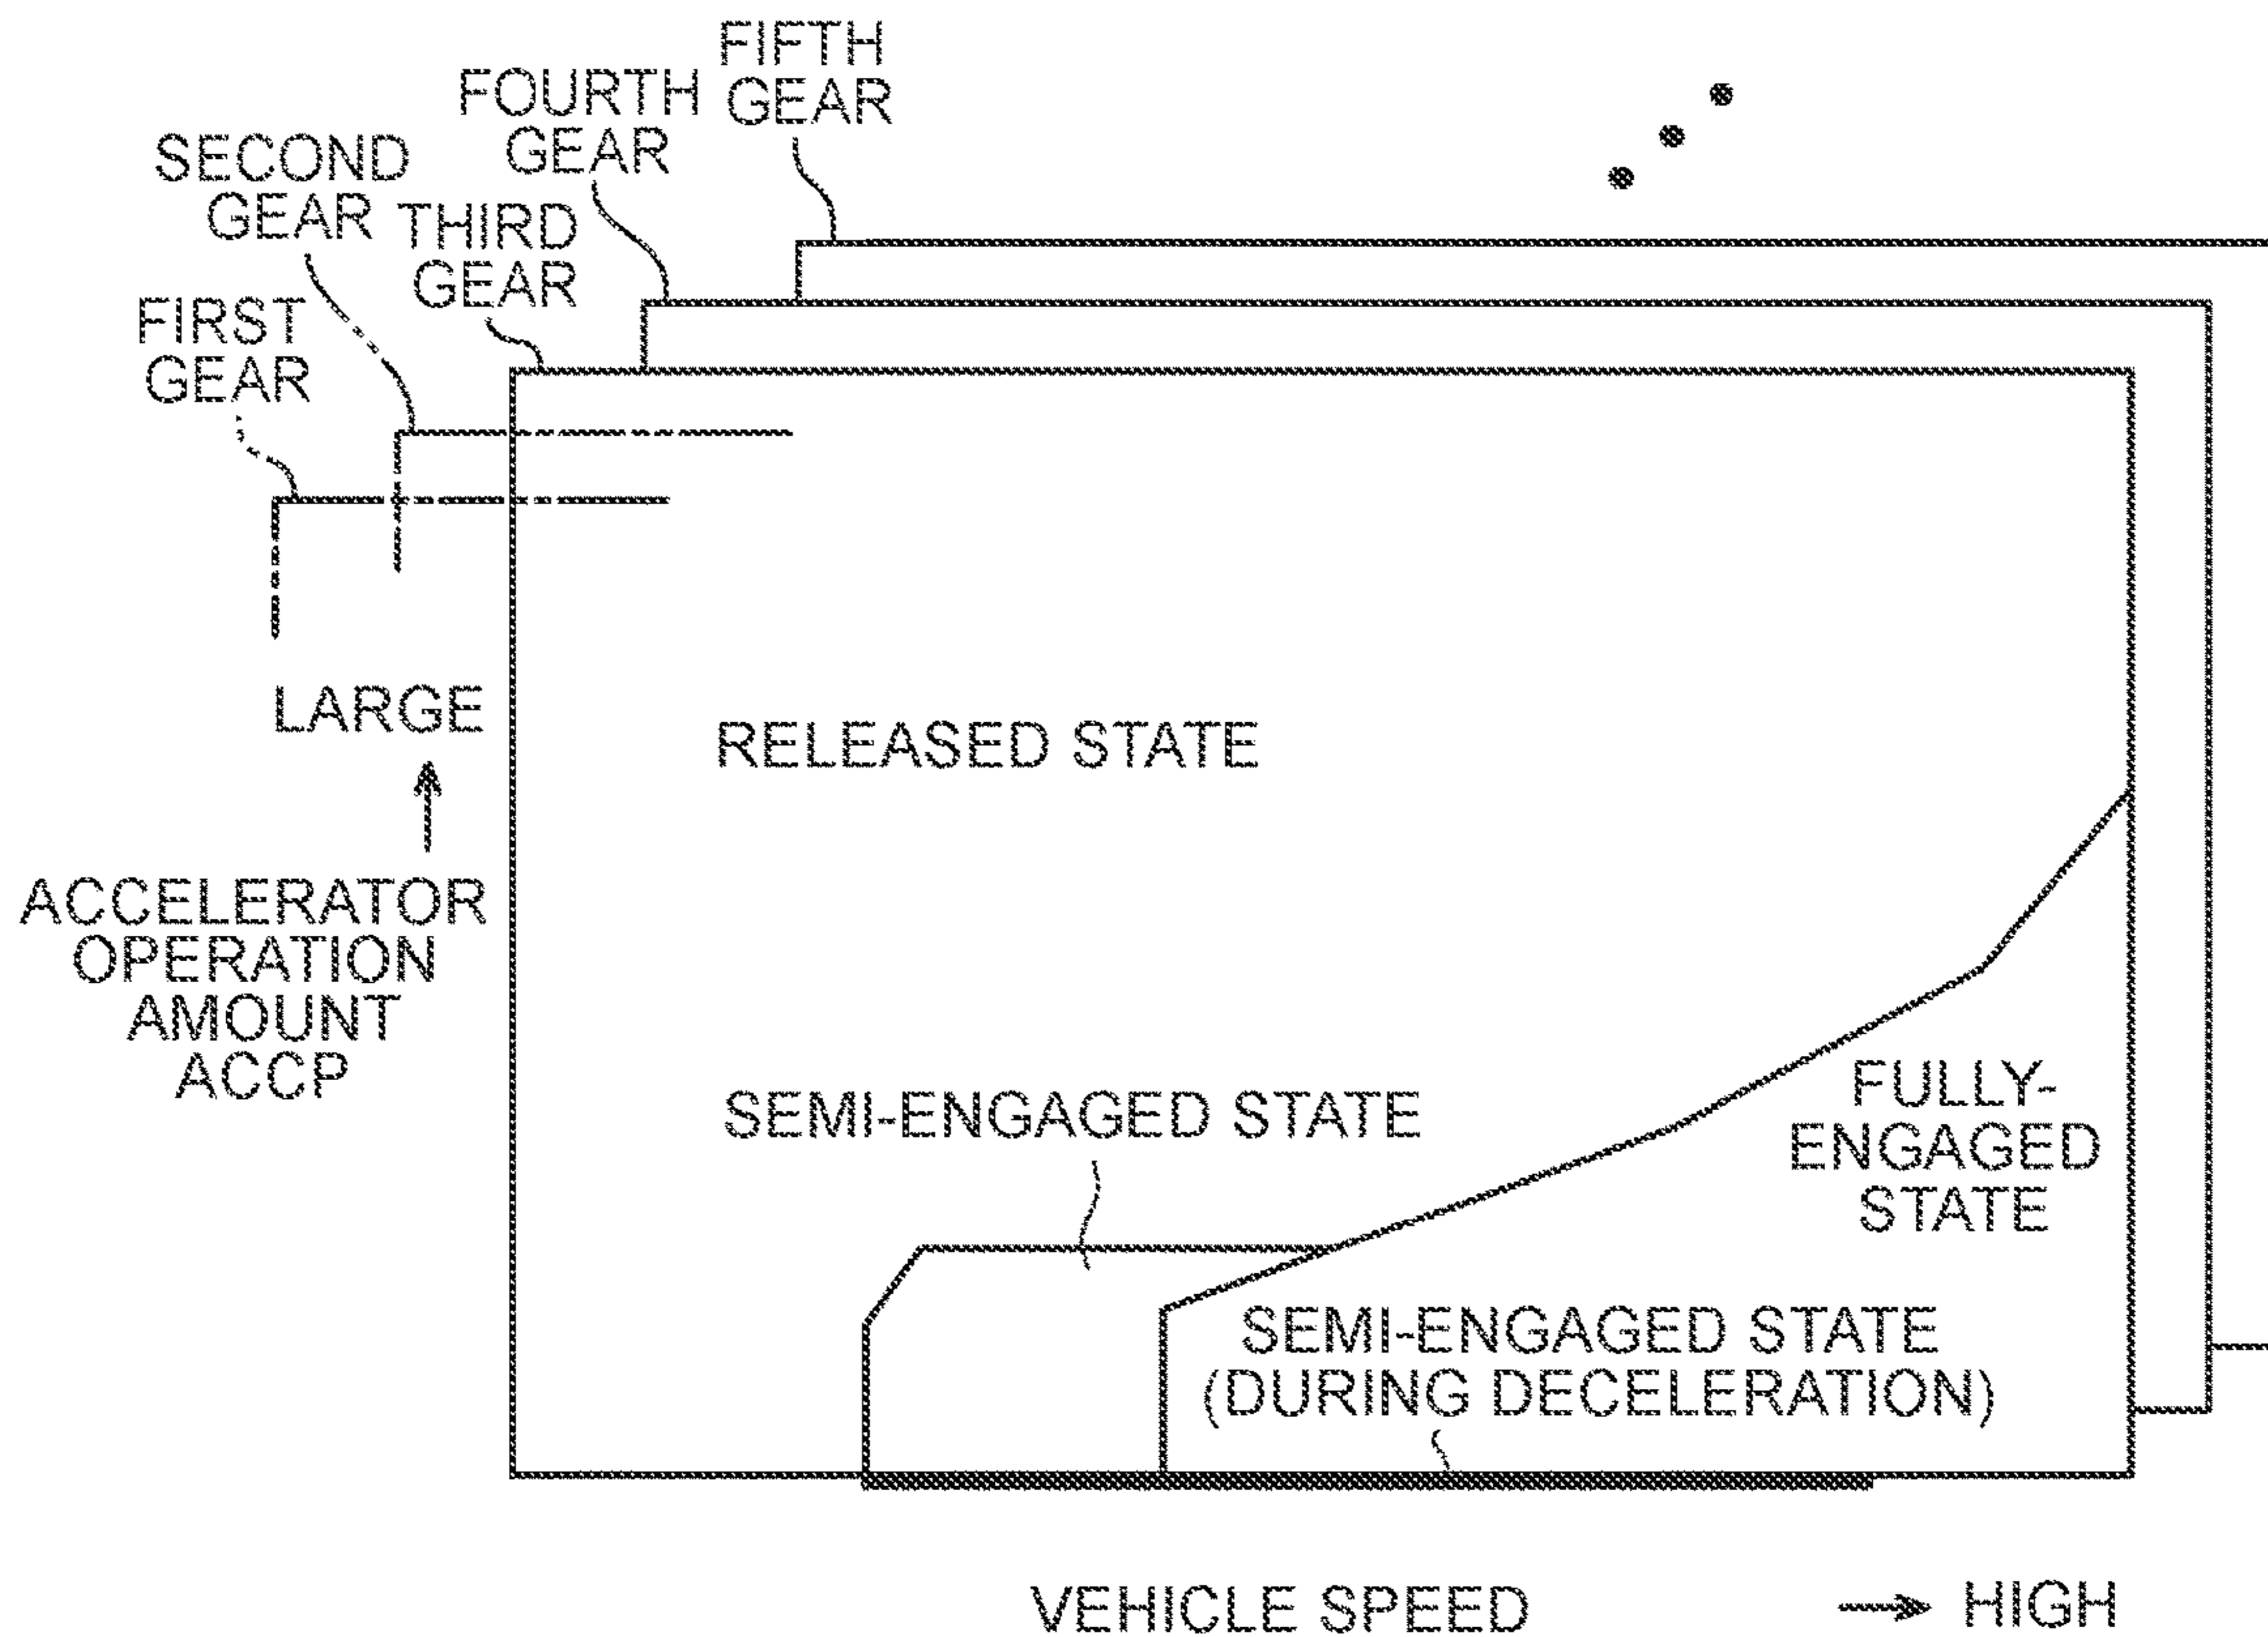 FIFTH
GEAR
FOURTH
GEAR
SECOND
GEAR
THIRD
GEAR
FIRST
GEAR
LARGE
RELEASED STATE
ACCELERATOR
OPERATION
AMOUNT
ACCP
SEMI-ENGAGED STATE
FULLY-
ENGAGED
STATE
SEMI-ENGAGED STATE
(DURING DECELERATION)
VEHICLE SPEED
HIGH